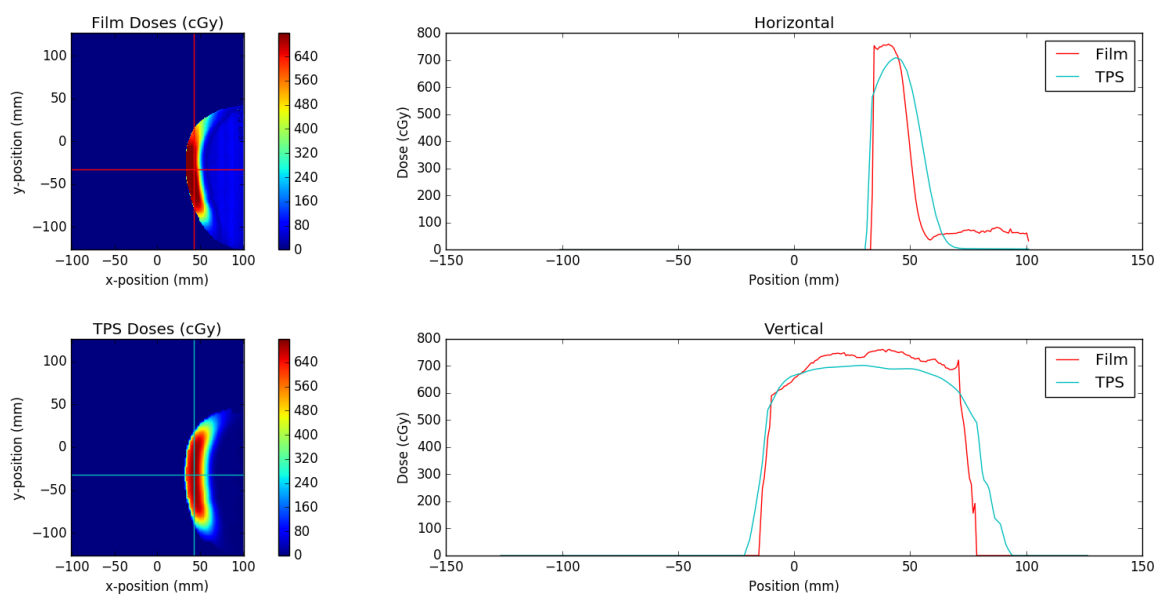 Film Doses (cGy)
100
50
0
−50
−100
y-position (mm)
−100 −50 0 50 100
x-position (mm)
640
560
480
400
320
240
160
80
0
Horizontal
800
700
600
500
400
300
200
100
0
Dose (cGy)
−150 −100 −50 0 50 100 150
Position (mm)
Film
TPS
TPS Doses (cGy)
100
50
0
−50
−100
y-position (mm)
−100 −50 0 50 100
x-position (mm)
640
560
480
400
320
240
160
80
0
Vertical
800
700
600
500
400
300
200
100
0
Dose (cGy)
−150 −100 −50 0 50 100 150
Position (mm)
Film
TPS